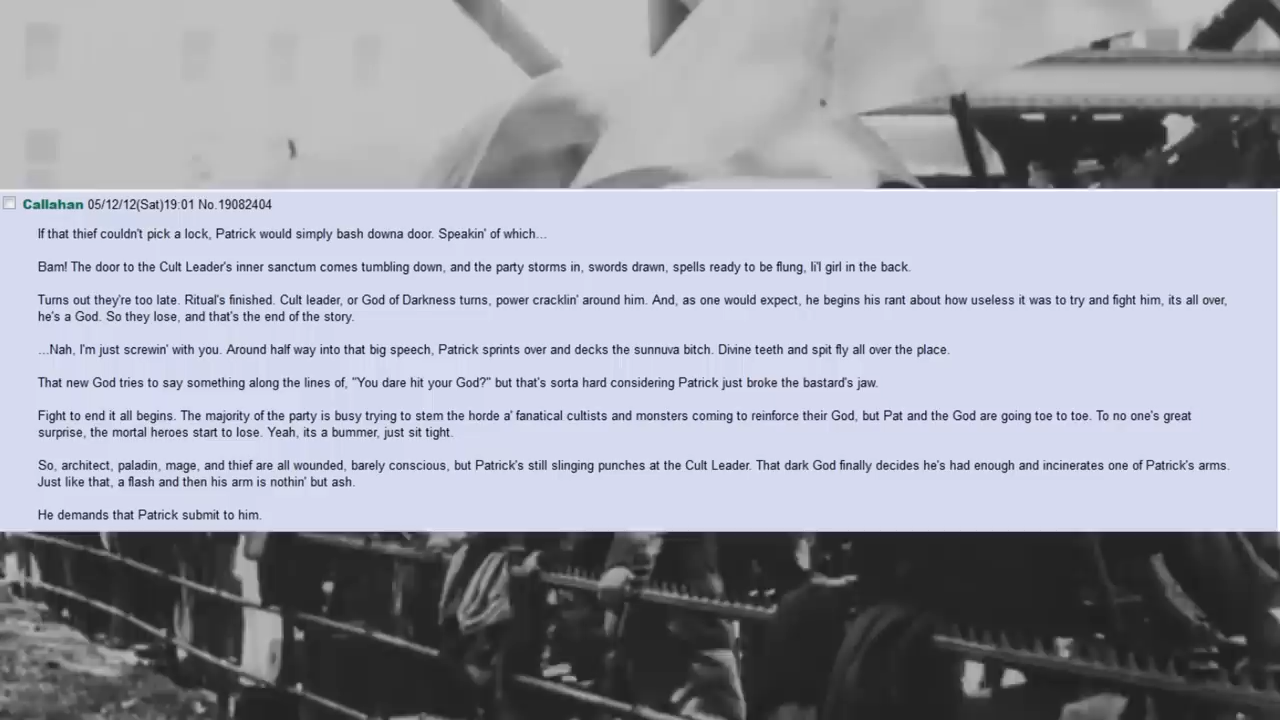 Callahan 05/12/12(Sat)19:01 No.19082404
If that thief couldn't pick a lock, Patrick would simply bash downa door. Speakin' of which...
Bam! The door to the Cult Leader's inner sanctum comes tumbling down, and the party storms in, swords drawn, spells ready to be flung, li'l girl in the back.
Turns out they're too late. Ritual's finished. Cult leader, or God of Darkness turns, power cracklin' around him. And, as one would expect, he begins his rant about how useless it was to try and fight him, its all over,
he's a God. So they lose, and that's the end of the story.
...Nah, I'm just screwin' with you. Around half way into that big speech, Patrick sprints over and decks the sunnuva bitch. Divine teeth and spit fly all over the place.
That new God tries to say something along the lines of, "You dare hit your God?" but that's sorta hard considering Patrick just broke the bastard's jaw.
Fight to end it all begins. The majority of the party is busy trying to stem the horde a' fanatical cultists and monsters coming to reinforce their God, but Pat and the God are going toe to toe. To no one's great
surprise, the mortal heroes start to lose. Yeah, its a bummer, just sit tight.
So, architect, paladin, mage, and thief are all wounded, barely conscious, but Patrick's still slinging punches at the Cult Leader. That dark God finally decides he's had enough and incinerates one of Patrick's arms.
Just like that, a flash and then his arm is nothin' but ash.
He demands that Patrick submit to him.